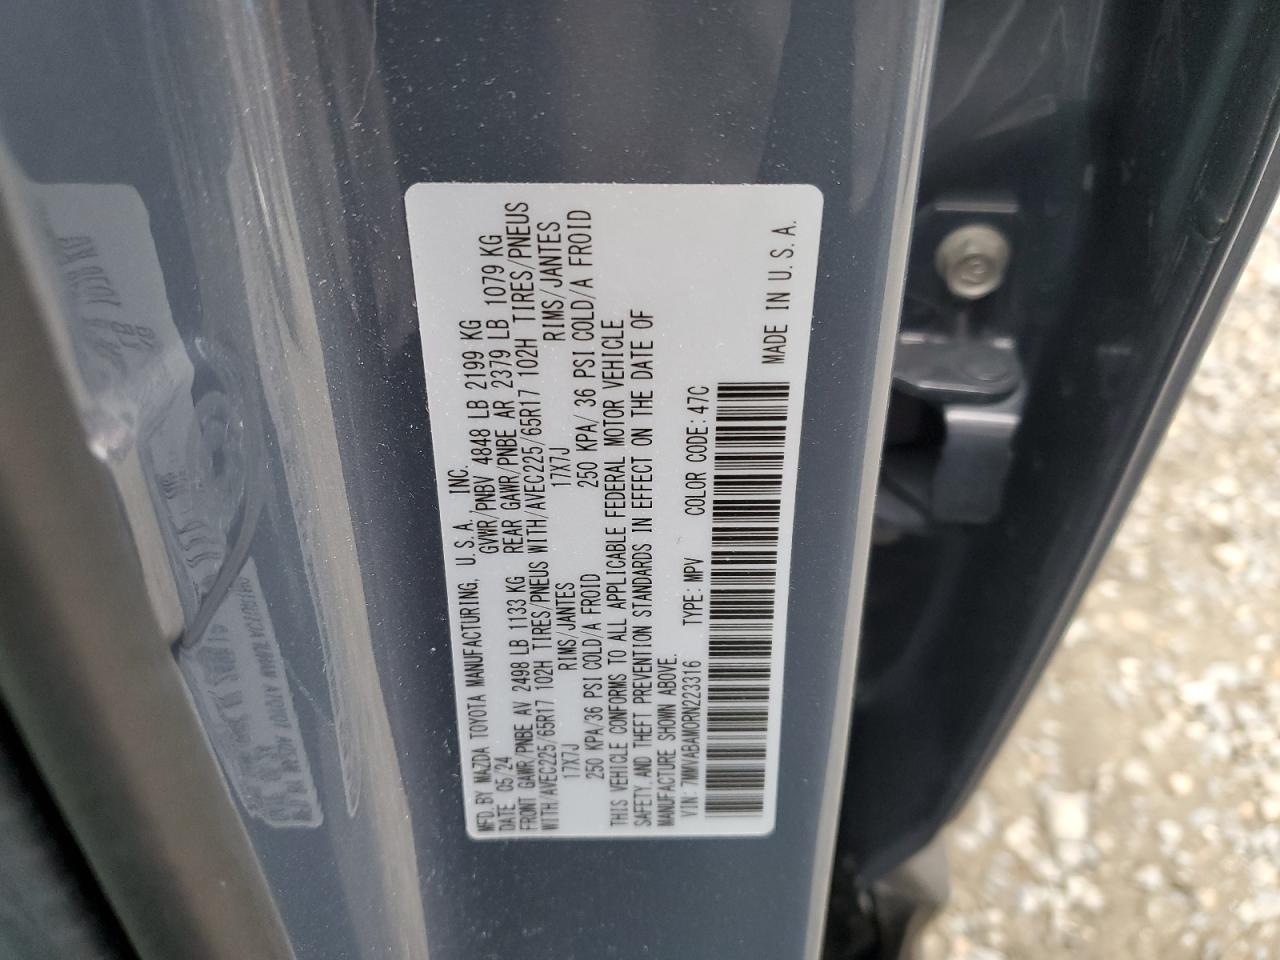 MFD. BY MAZDA TOYOTA MANUFACTURING, U.S.A., INC.
DATE 05/24 GVWR/PNBV 4848 LB 2199 KG
FRONT GAWR/PNBE AV 2498 LB 1133 KG REAR GAWR/PNBE AR 2379 LB 1079 KG
WITH/AVEC225/65R17 102H TIRES/PNEUS WITH/AVEC225/65R17 102H TIRES/PNEUS
17X7J RIMS/JANTES 17X7J RIMS/JANTES
250 KPA/36 PSI COLD/A FROID 250 KPA/ 36 PSI COLD/A FROID
THIS VEHICLE CONFORMS TO ALL APPLICABLE FEDERAL MOTOR VEHICLE
SAFETY, AND THEFT PREVENTION STANDARDS IN EFFECT ON THE DATE OF
MANUFACTURE SHOWN ABOVE.
VIN: 7MMVABAM0RN223316 TYPE: MPV COLOR CODE: 47C
MADE IN U.S.A.